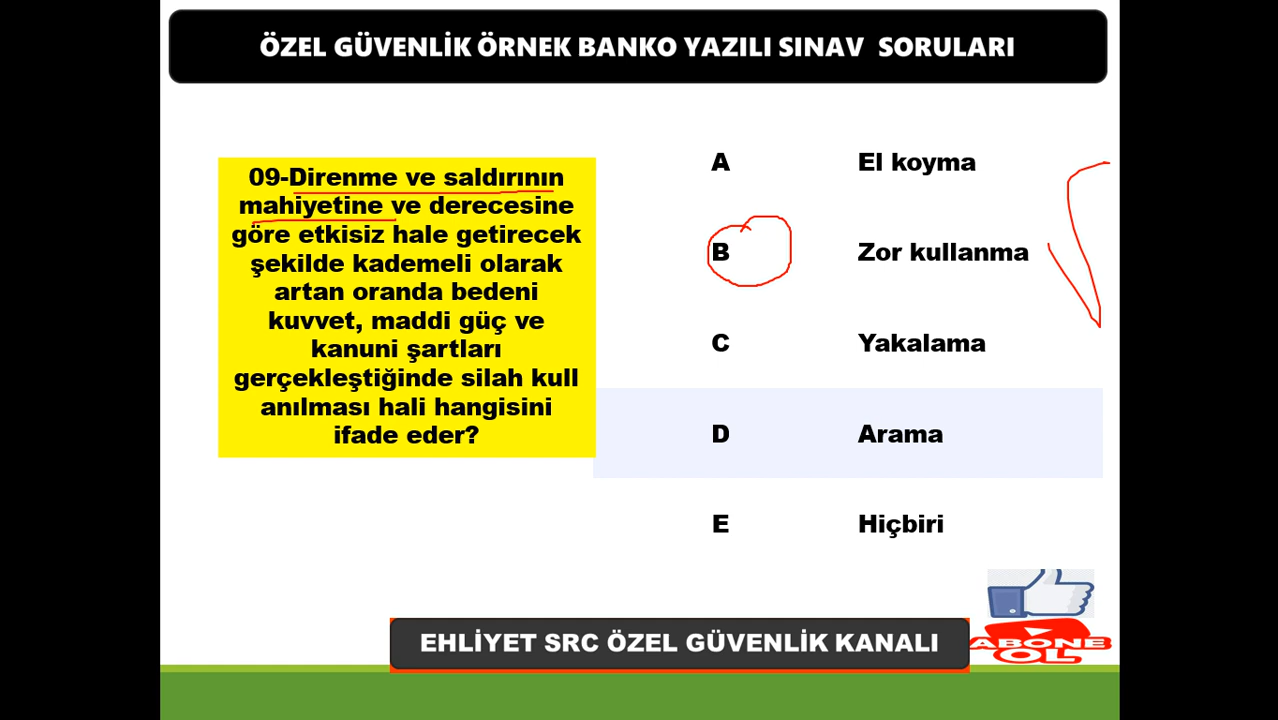 ÖZEL GÜVENLİK ÖRNEK BANKO YAZILI SINAV SORULARI
09-Direnme ve saldırının
mahiyetine ve derecesine
göre etkisiz hale getirecek
şekilde kademeli olarak
artan oranda bedeni
kuvvet, maddi güç ve
kanuni şartları
gerçekleştiğinde silah kull
anılması hali hangisini
ifade eder?
A El koyma
B Zor kullanma
C Yakalama
D Arama
E Hiçbiri
EHLİYET SRC ÖZEL GÜVENLİK KANALI
ABONE
OL